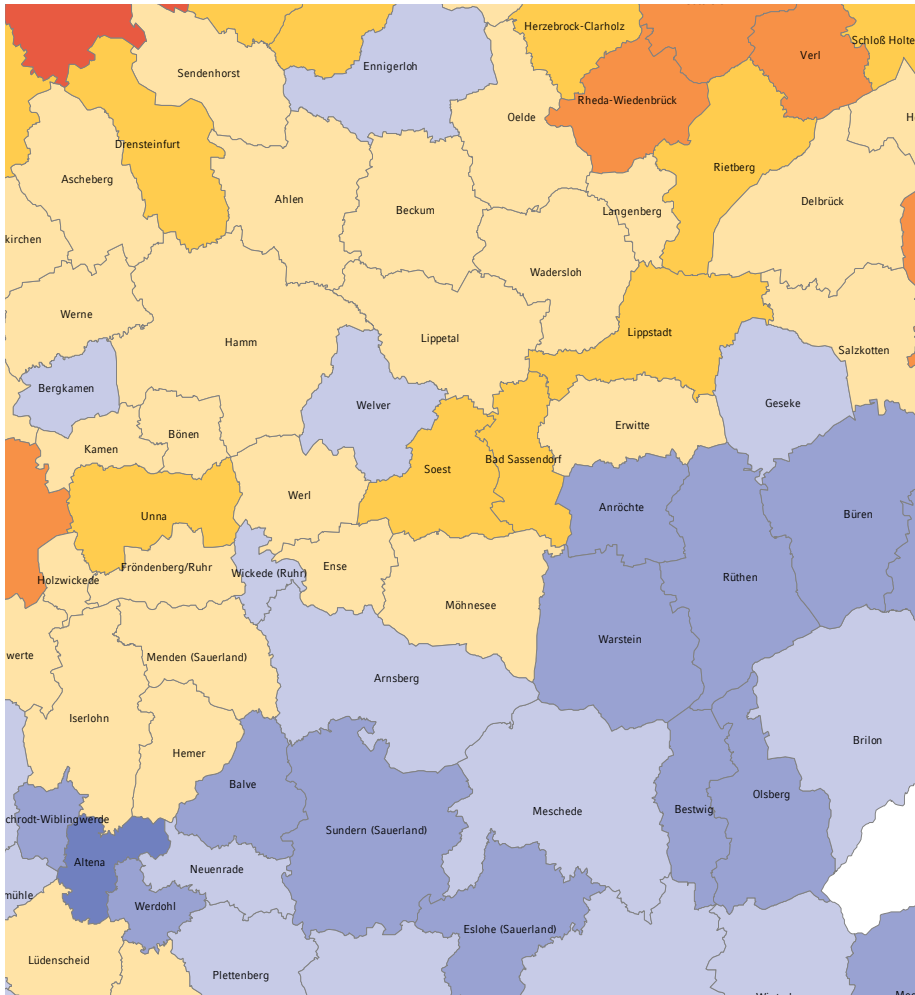 Herzebrock-Clarholz
Schloß Holte
Verl
Ennigerloh
Sendenhorst
Rheda-Wiedenbrück
Oelde
Drensteinfurt
Rietberg
Ascheberg
Ahlen
Delbrück
Beckum
Langenberg
kirchen
Wadersloh
Werne
Lippstadt
Hamm
Lippetal
Salzkotten
Bergkamen
Welver
Geseke
Erwitte
Bönen
Kamen
Bad Sassendorf
Soest
Werl
Anröchte
Büren
Unna
Ense
Fröndenberg/Ruhr
Wickede (Ruhr)
Rüthen
Holzwickede
Möhnesee
Warstein
werte
Menden (Sauerland)
Arnsberg
Iserlohn
Brilon
Hemer
Balve
Olsberg
Bestwig
Meschede
chrodt-Wiblingwerde
Sundern (Sauerland)
Altena
Neuenrade
mühle
Werdohl
Eslohe (Sauerland)
Lüdenscheid
Plettenberg